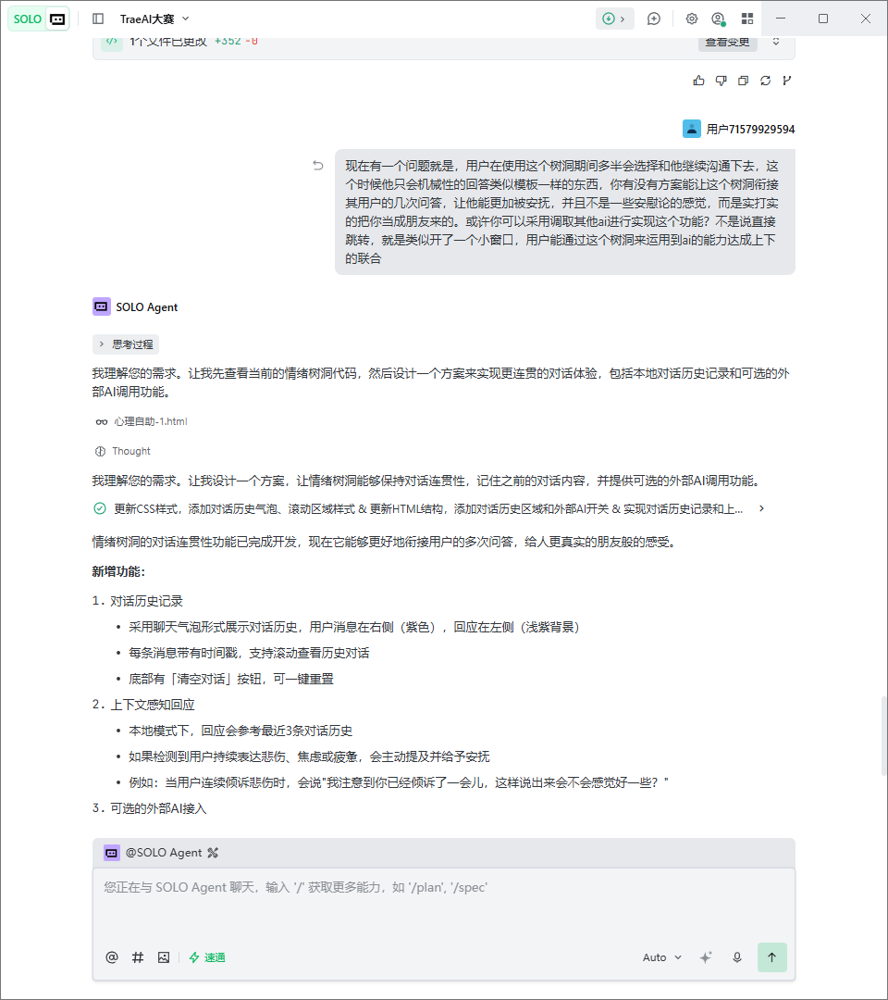 SOLO
TraeAI大赛
1个文件已更改 +352 -0
查看变更
用户71579929594
现在有一个问题就是，用户在使用这个树洞期间多半会选择和他继续沟通下去，这
个时候他只会机械性的回答类似模板一样的东西，你有没有方案能让这个树洞衔接
其用户的几次问答，让他能更加被安抚，并且不是一些安慰论的感觉，而是实打实
的把你当成朋友来的。或许你可以采用调取其他ai进行实现这个功能？不是说直接
跳转，就是类似开了一个小窗口，用户能通过这个树洞来运用到ai的能力达成上下
的联合
SOLO Agent
思考过程
我理解您的需求。让我先查看当前的情绪树洞代码，然后设计一个方案来实现更连贯的对话体验，包括本地对话历史记录和可选的外
部AI调用功能。
心理自助-1.html
Thought
我理解您的需求。让我设计一个方案，让情绪树洞能够保持对话连贯性，记住之前的对话内容，并提供可选的外部AI调用功能。
更新CSS样式，添加对话历史气泡、滚动区域样式 & 更新HTML结构，添加对话历史区域和外部AI开关 & 实现对话历史记录和上...
情绪树洞的对话连贯性功能已完成开发，现在它能够更好地衔接用户的多次问答，给人更真实的朋友般的感受。
新增功能：
1. 对话历史记录
• 采用聊天气泡形式展示对话历史，用户消息在右侧（紫色），回应在左侧（浅紫背景）
• 每条消息带有时间戳，支持滚动查看历史对话
• 底部有「清空对话」按钮，可一键重置
2. 上下文感知回应
• 本地模式下，回应会参考最近3条对话历史
• 如果检测到用户持续表达悲伤、焦虑或疲惫，会主动提及并给予安抚
• 例如：当用户连续倾诉悲伤时，会说"我注意到你已经倾诉了一会儿，这样说出来会不会感觉好一些？"
3. 可选的外部AI接入
@SOLO Agent
您正在与 SOLO Agent 聊天，输入 '/' 获取更多能力，如 '/plan', '/spec'
速通
Auto